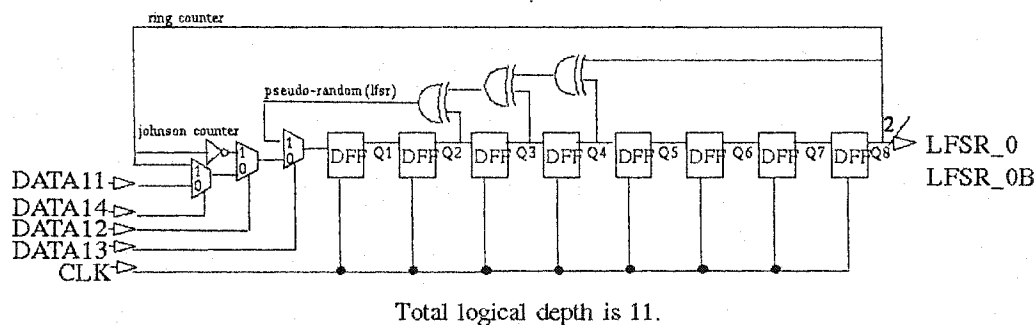 ring counter
pseudo-random (lfsr)
johnson counter
1
0
1
0
1
0
DFF Q1 DFF Q2 DFF Q3 DFF Q4 DFF Q5 DFF Q6 DFF Q7 DFF Q8
2
LFSR_0
LFSR_0B
DATA11
DATA14
DATA12
DATA13
CLK
Total logical depth is 11.